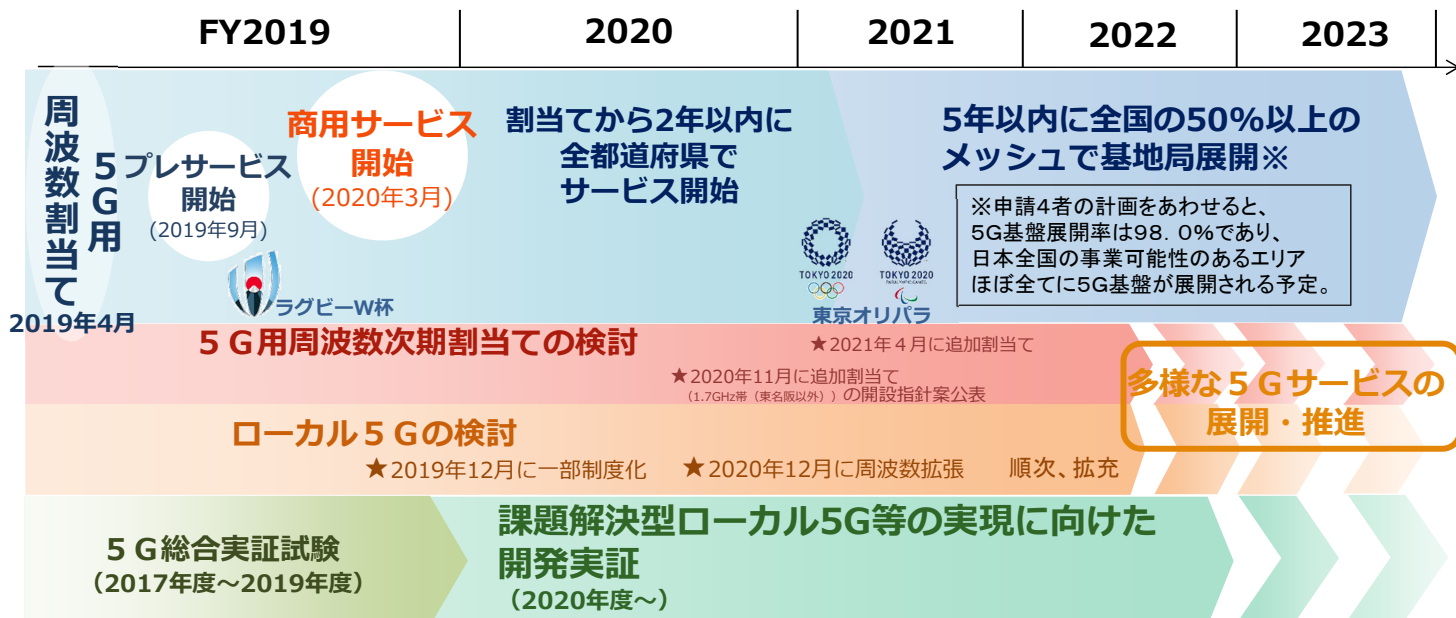 FY2019
2020
2021
2022
2023
5G用
周波数割当て
2019年4月
プレサービス
開始
(2019年9月)
ラグビーW杯
商用サービス
開始
(2020年3月)
割当てから2年以内に
全都道府県で
サービス開始
TOKYO 2020
TOKYO 2020
PARALYMPIC GAMES
東京オリパラ
5年以内に全国の50%以上の
メッシュで基地局展開※
※申請4者の計画をあわせると、
5G基盤展開率は98.0%であり、
日本全国の事業可能性のあるエリア
ほぼ全てに5G基盤が展開される予定。
5G用周波数次期割当ての検討
★2021年4月に追加割当て
★2020年11月に追加割当て
(1.7GHz帯(東名阪以外))の開設指針案公表
ローカル5Gの検討
★2019年12月に一部制度化
★2020年12月に周波数拡張
順次、拡充
多様な5Gサービスの
展開・推進
5G総合実証試験
(2017年度~2019年度)
課題解決型ローカル5G等の実現に向けた
開発実証
(2020年度~)